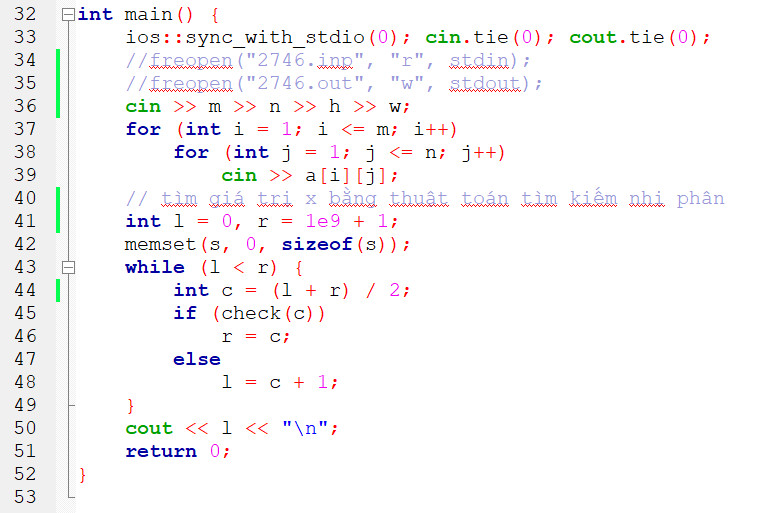 32 int main() {
33 ios::sync_with_stdio(0); cin.tie(0); cout.tie(0);
34 //freopen("2746.inp", "r", stdin);
35 //freopen("2746.out", "w", stdout);
36 cin >> m >> n >> h >> w;
37 for (int i = 1; i <= m; i++)
38 for (int j = 1; j <= n; j++)
39 cin >> a[i][j];
40 // tìm giá trị x bằng thuật toán tìm kiếm nhị phân
41 int l = 0, r = 1e9 + 1;
42 memset(s, 0, sizeof(s));
43 while (l < r) {
44 int c = (l + r) / 2;
45 if (check(c))
46 r = c;
47 else
48 l = c + 1;
49 }
50 cout << l << "\n";
51 return 0;
52 }
53